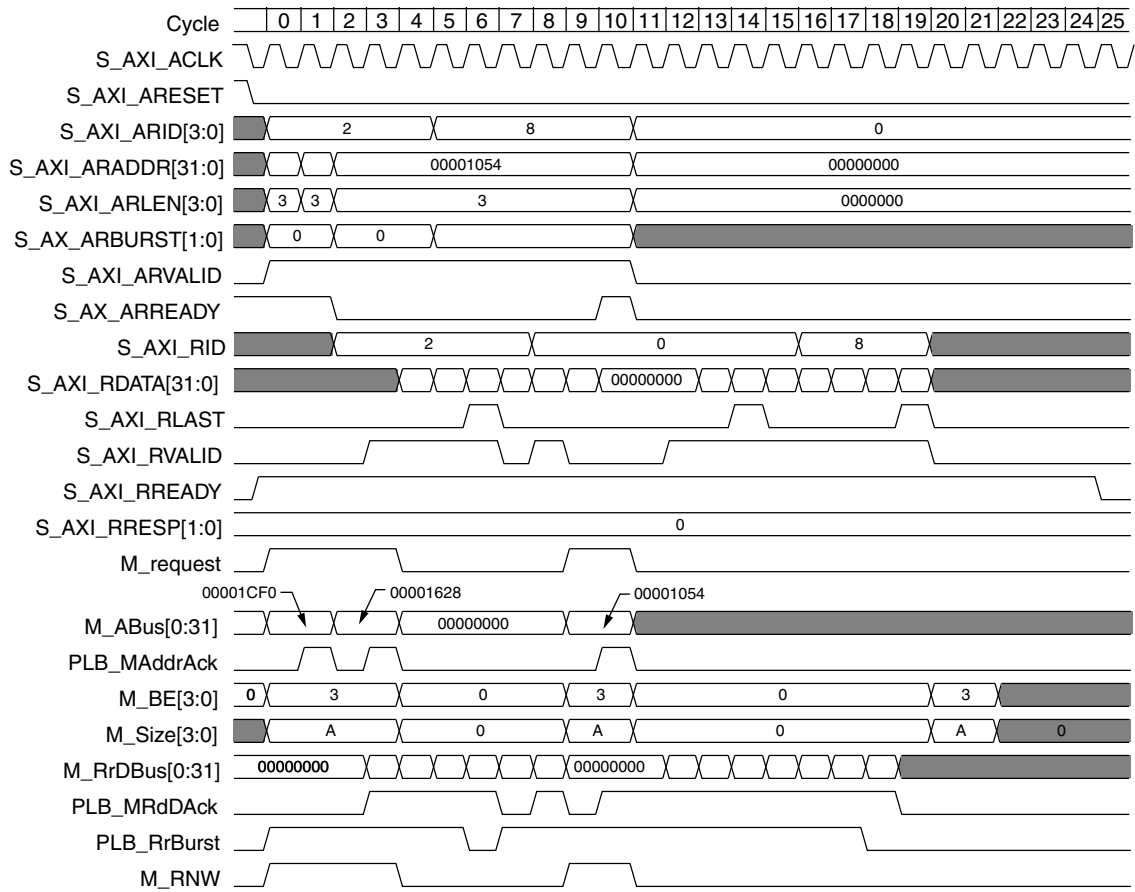 Cycle 0 1 2 3 4 5 6 7 8 9 10 11 12 13 14 15 16 17 18 19 20 21 22 23 24 25
S_AXI_ACLK
S_AXI_ARESET
S_AXI_ARID[3:0] 2 8 0
S_AXI_ARADDR[31:0] 00001054 00000000
S_AXI_ARLEN[3:0] 3 3 3 0000000
S_AX_ARBURST[1:0] 0 0
S_AXI_ARVALID
S_AX_ARREADY
S_AXI_RID 2 0 8
S_AXI_RDATA[31:0] 00000000
S_AXI_RLAST
S_AXI_RVALID
S_AXI_RREADY
S_AXI_RRESP[1:0] 0
M_request
00001CF0 00001628 00001054
M_ABus[0:31] 00000000
PLB_MAddrAck
M_BE[3:0] 0 3 0 3 0 3
M_Size[3:0] A 0 A 0 A 0
M_RrDBus[0:31] 00000000 00000000
PLB_MRdDAck
PLB_RrBurst
M_RNW